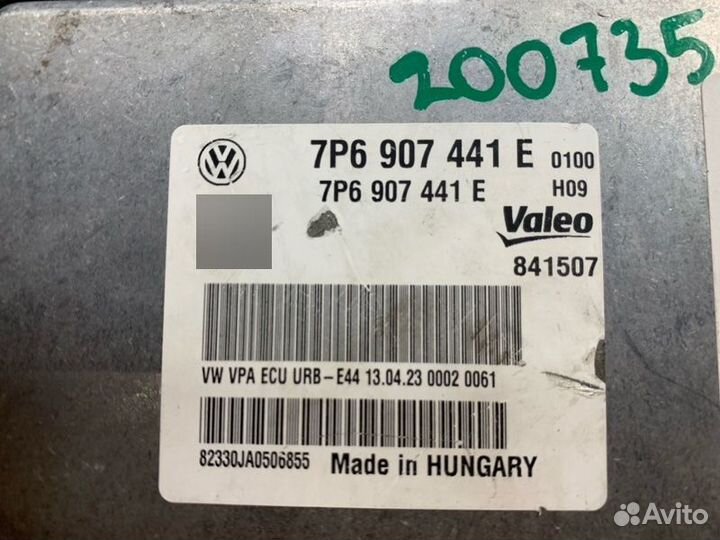 200735
7P6 907 441 E 0100
7P6 907 441 E H09
Valeo
841507
VW VPA ECU URB-E44 13.04.23 0002 0061
82330JA0506855 Made in HUNGARY
Avito